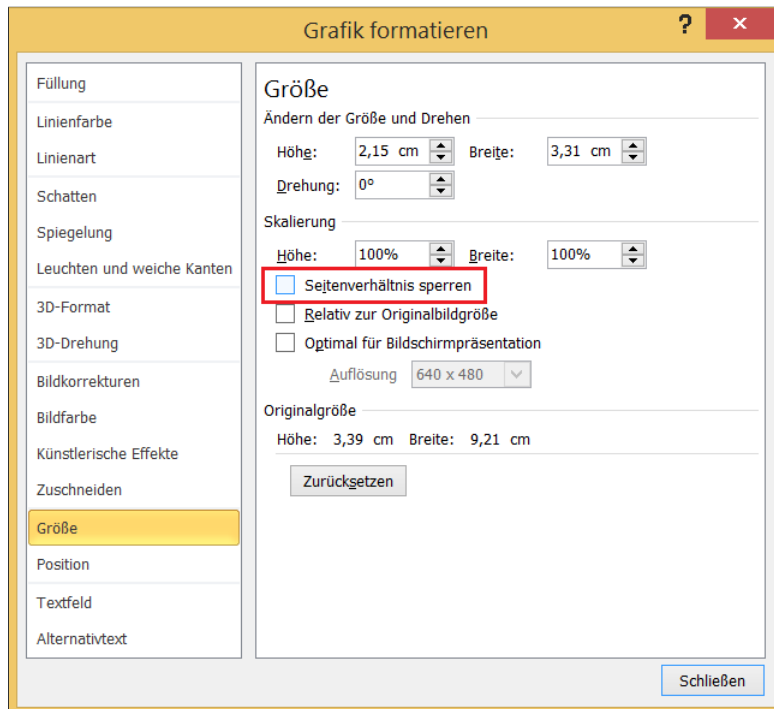 Grafik formatieren
?
×
Füllung
Linienfarbe
Linienart
Schatten
Spiegelung
Leuchten und weiche Kanten
3D-Format
3D-Drehung
Bildkorrekturen
Bildfarbe
Künstlerische Effekte
Zuschneiden
Größe
Position
Textfeld
Alternativtext
Größe
Ändern der Größe und Drehen
Höhe: 2,15 cm Breite: 3,31 cm
Drehung: 0°
Skalierung
Höhe: 100% Breite: 100%
Seitenverhältnis sperren
Relativ zur Originalbildgröße
Optimal für Bildschirmpräsentation
Auflösung 640 x 480
Originalgröße
Höhe: 3,39 cm Breite: 9,21 cm
Zurücksetzen
Schließen